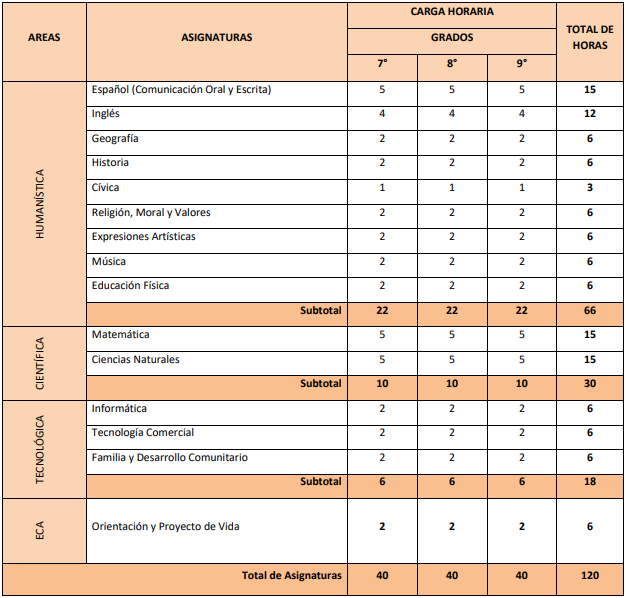 AREAS ASIGNATURAS CARGA HORARIA TOTAL DE HORAS
GRADOS
7° 8° 9°
HUMANÍSTICA
Español (Comunicación Oral y Escrita) 5 5 5 15
Inglés 4 4 4 12
Geografía 2 2 2 6
Historia 2 2 2 6
Cívica 1 1 1 3
Religión, Moral y Valores 2 2 2 6
Expresiones Artísticas 2 2 2 6
Música 2 2 2 6
Educación Física 2 2 2 6
Subtotal 22 22 22 66
CIENTÍFICA
Matemática 5 5 5 15
Ciencias Naturales 5 5 5 15
Subtotal 10 10 10 30
TECNOLÓGICA
Informática 2 2 2 6
Tecnología Comercial 2 2 2 6
Familia y Desarrollo Comunitario 2 2 2 6
Subtotal 6 6 6 18
ECA
Orientación y Proyecto de Vida 2 2 2 6
Total de Asignaturas 40 40 40 120